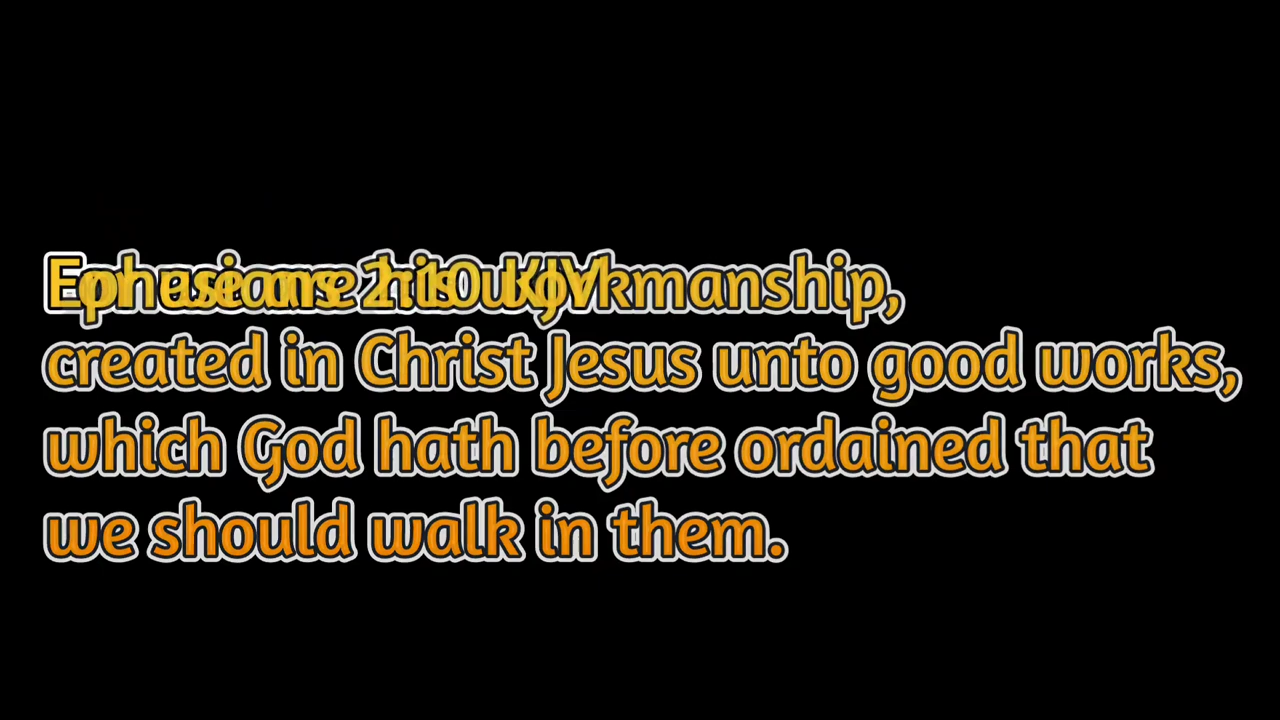 Ephesians 2:10 KJV
For we are his workmanship,
created in Christ Jesus unto good works,
which God hath before ordained that
we should walk in them.